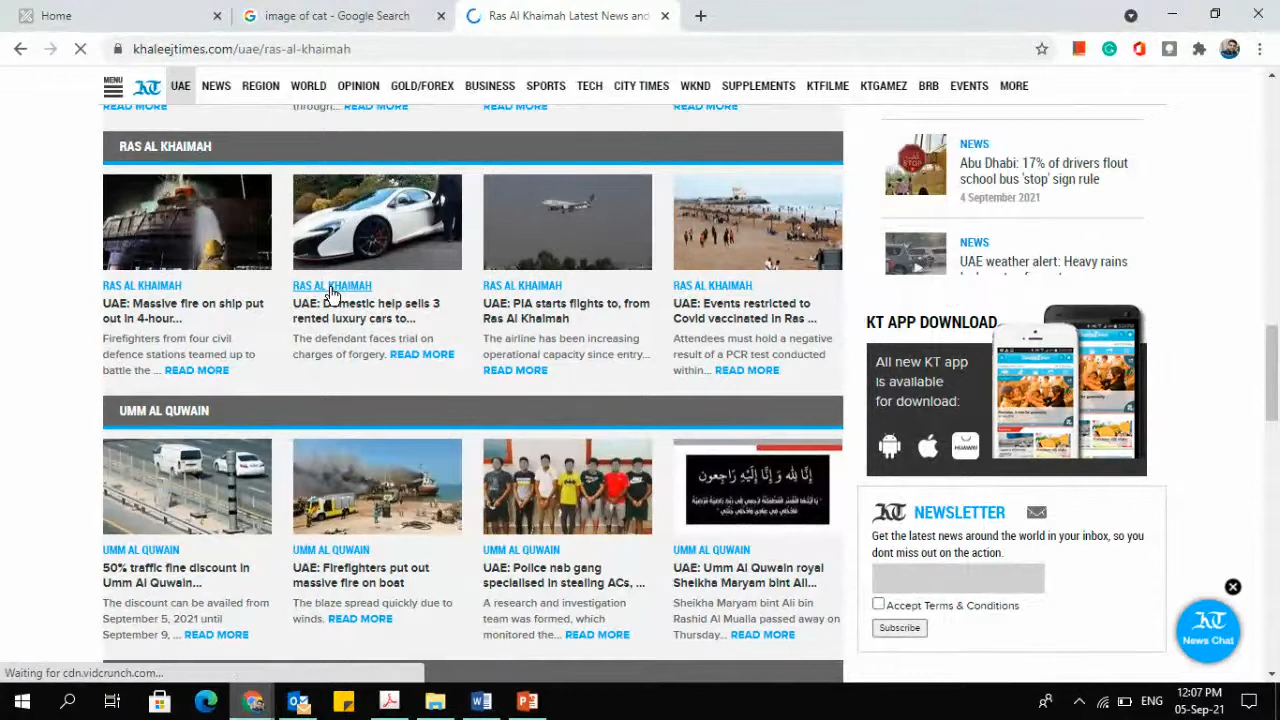 Home
image of cat - Google Search
Ras Al Khaimah Latest News and
khaleejtimes.com/uae/ras-al-khaimah
MENU
KT
UAE NEWS REGION WORLD OPINION GOLD/FOREX BUSINESS SPORTS TECH CITY TIMES WKND SUPPLEMENTS KTFILME KTGAMEZ BRB EVENTS MORE
READ MORE
through... READ MORE
READ MORE
READ MORE
RAS AL KHAIMAH
RAS AL KHAIMAH
UAE: Massive fire on ship put
out in 4-hour...
Firefighters from four civil
defence stations teamed up to
battle the ... READ MORE
RAS AL KHAIMAH
UAE: Domestic help sells 3
rented luxury cars to...
The defendant faces trial on
charges of forgery. READ MORE
RAS AL KHAIMAH
UAE: PIA starts flights to, from
Ras Al Khaimah
The airline has been increasing
operational capacity since entry...
READ MORE
RAS AL KHAIMAH
UAE: Events restricted to
Covid vaccinated in Ras ...
Attendees must hold a negative
result of a PCR test conducted
within... READ MORE
UMM AL QUWAIN
إنا لله و إنا إليه راجعون
UMM AL QUWAIN
50% traffic fine discount in
Umm Al Quwain...
The discount can be availed from
September 5, 2021 until
September 9, ... READ MORE
UMM AL QUWAIN
UAE: Firefighters put out
massive fire on boat
The blaze spread quickly due to
winds. READ MORE
UMM AL QUWAIN
UAE: Police nab gang
specialised in stealing ACs, ...
A research and investigation
team was formed, which
monitored the... READ MORE
UMM AL QUWAIN
UAE: Umm Al Quwain royal
Sheikha Maryam bint Ali...
Sheikha Maryam bint Ali bin
Rashid Al Mualla passed away on
Thursday... READ MORE
STOP
NEWS
Abu Dhabi: 17% of drivers flout
school bus 'stop' sign rule
4 September 2021
NEWS
UAE weather alert: Heavy rains
KT APP DOWNLOAD
All new KT app
is available
for download:
HUAWEI
KT NEWSLETTER
Get the latest news around the world in your inbox, so you
dont miss out on the action.
Accept Terms & Conditions
Subscribe
KT
News Chat
Waiting for cdn.vidcrunch.com...
ENG
12:07 PM
05-Sep-21